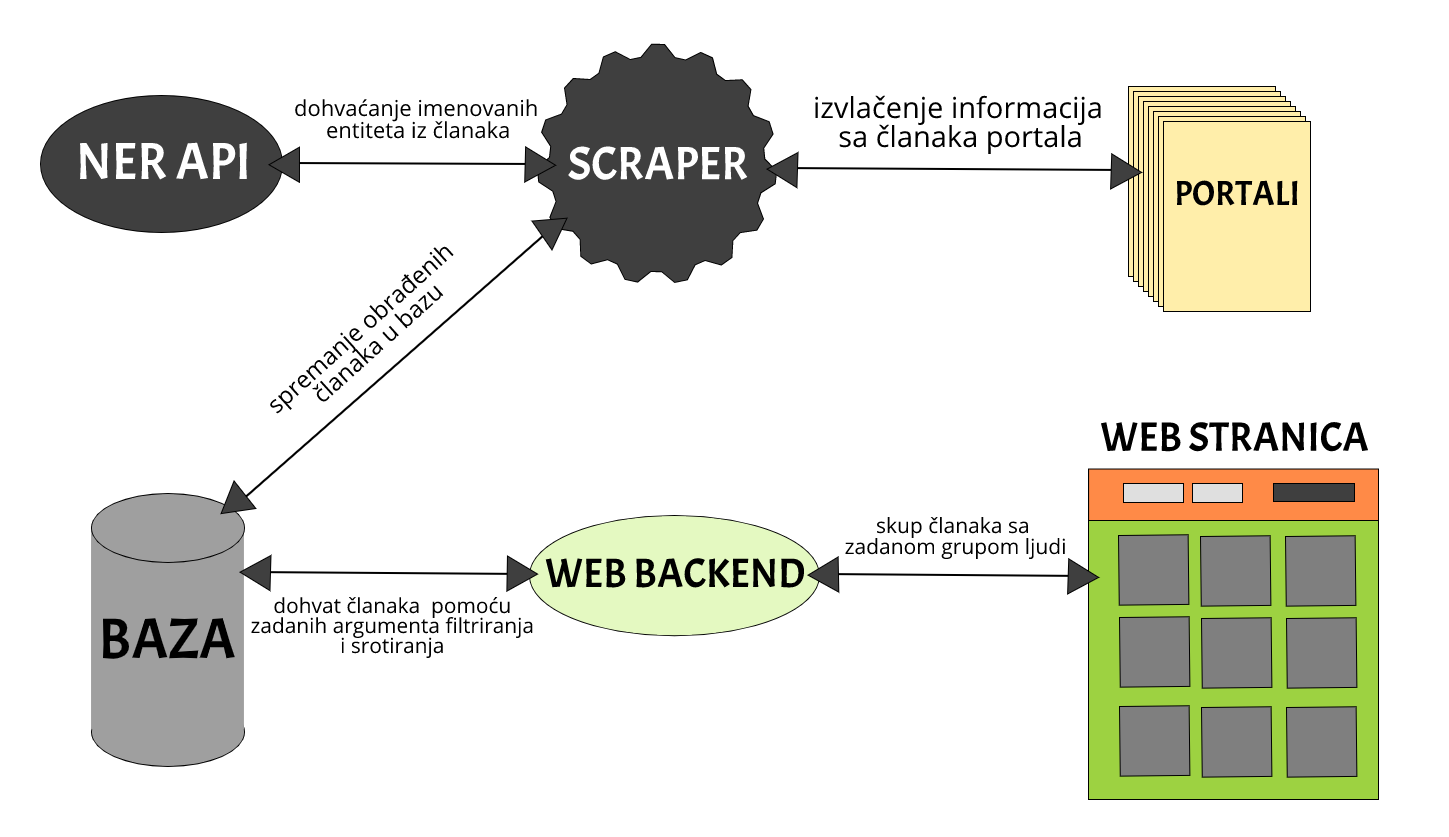 dohvaćanje imenovanih
entiteta iz članaka
izvlačenje informacija
sa članaka portala
NER API
SCRAPER
PORTALI
spremanje obrađenih
članaka u bazu
WEB STRANICA
skup članaka sa
zadanom grupom ljudi
WEB BACKEND
dohvat članaka  pomoću
zadanih argumenta filtriranja
i srotiranja
BAZA